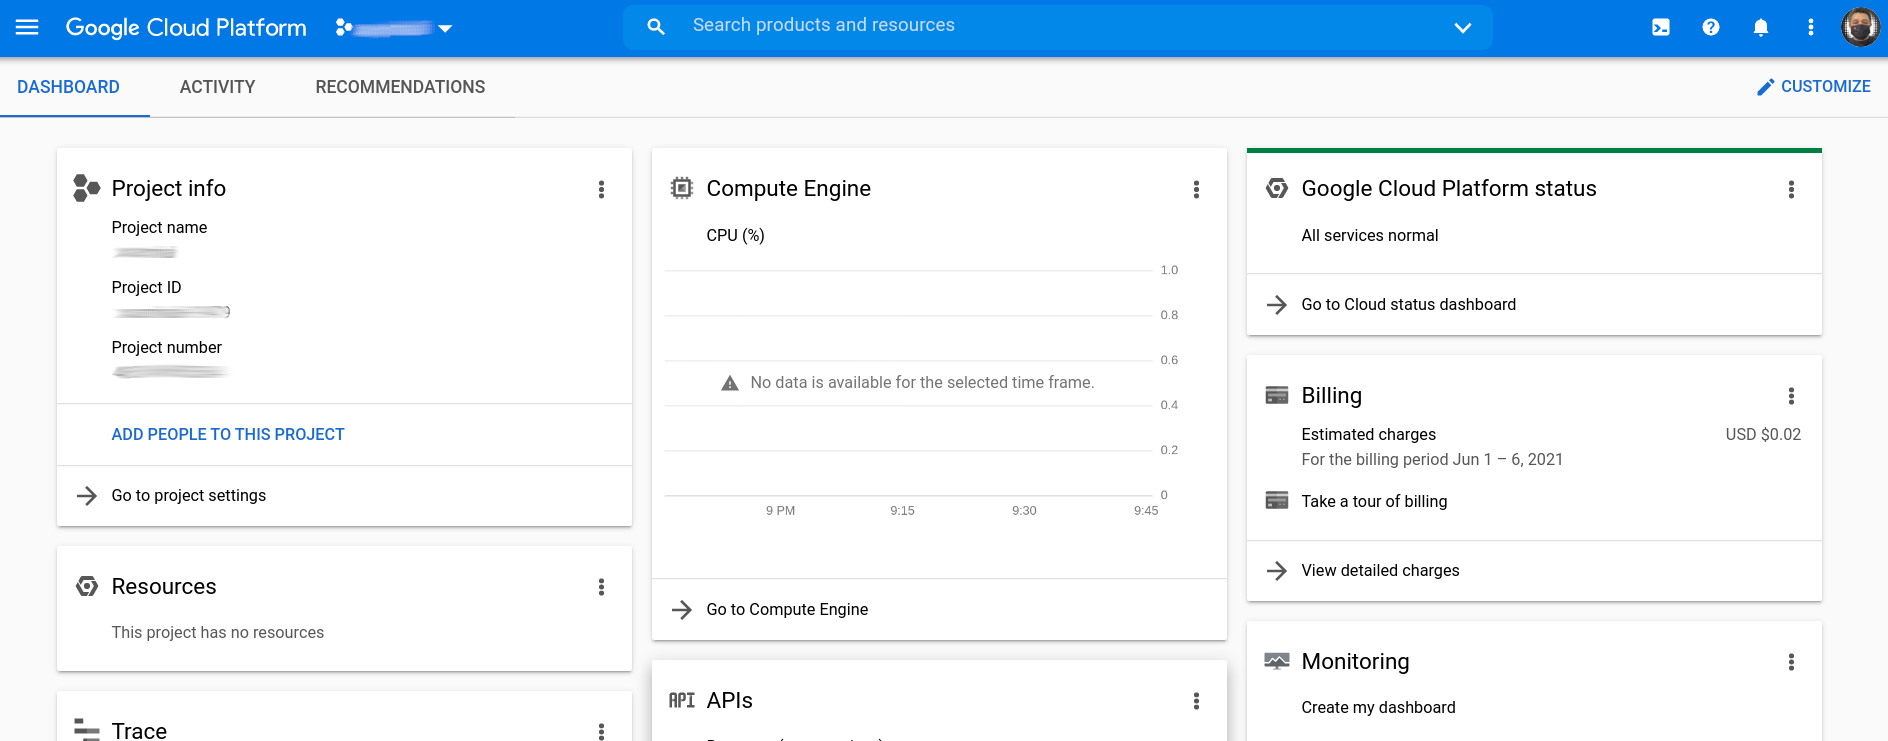 Google Cloud Platform
Search products and resources
DASHBOARD
ACTIVITY
RECOMMENDATIONS
CUSTOMIZE
Project info
Project name
Project ID
Project number
ADD PEOPLE TO THIS PROJECT
Go to project settings
Resources
This project has no resources
Trace
Compute Engine
CPU (%)
1.0
0.8
0.6
No data is available for the selected time frame.
0.4
0.2
0
9 PM 9:15 9:30 9:45
Go to Compute Engine
API APIs
Google Cloud Platform status
All services normal
Go to Cloud status dashboard
Billing
Estimated charges USD $0.02
For the billing period Jun 1 – 6, 2021
Take a tour of billing
View detailed charges
Monitoring
Create my dashboard